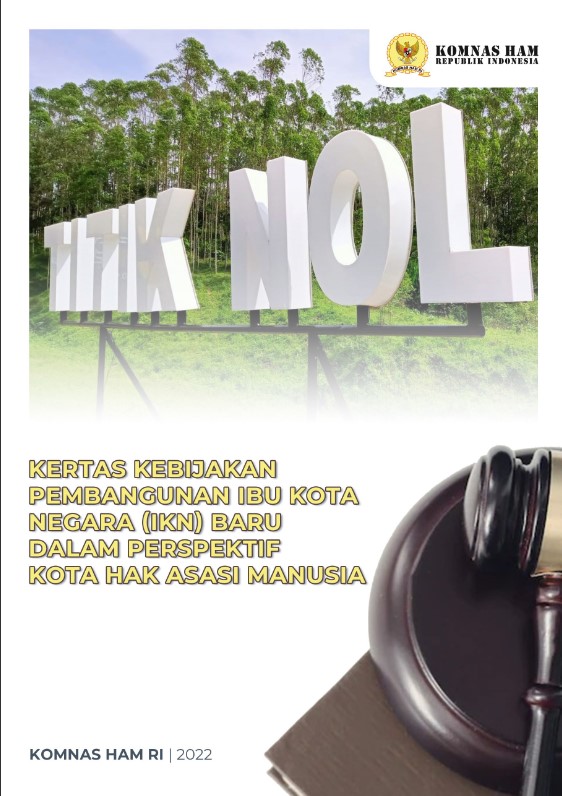 KOMNAS HAM
REPUBLIK INDONESIA
TITIK NOL
KERTAS KEBIJAKAN
PEMBANGUNAN IBU KOTA
NEGARA (IKN) BARU
DALAM PERSPEKTIF
KOTA HAK ASASI MANUSIA
KOMNAS HAM RI | 2022